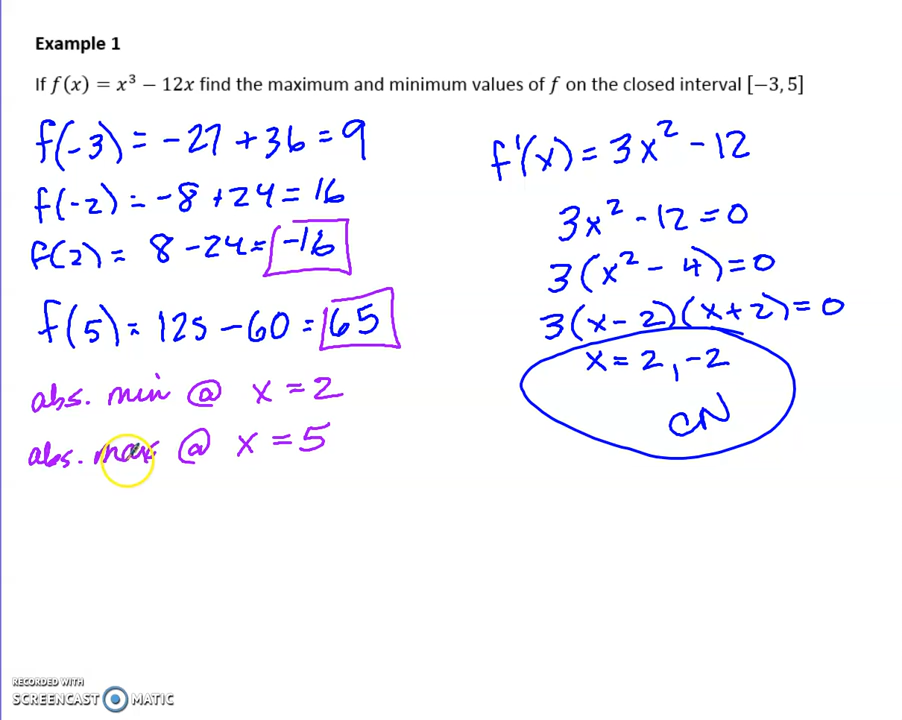 Example 1
If f(x) = x³ − 12x find the maximum and minimum values of f on the closed interval [−3, 5]
f(-3) = -27 + 36 = 9
f(-2) = -8 + 24 = 16
f(2) = 8 - 24 = -16
f(5) = 125 - 60 = 65
abs. min @ x = 2
abs. max @ x = 5
f'(x) = 3x² - 12
3x² - 12 = 0
3(x² - 4) = 0
3(x - 2)(x + 2) = 0
x = 2, -2
CN
RECORDED WITH
SCREENCAST MATIC